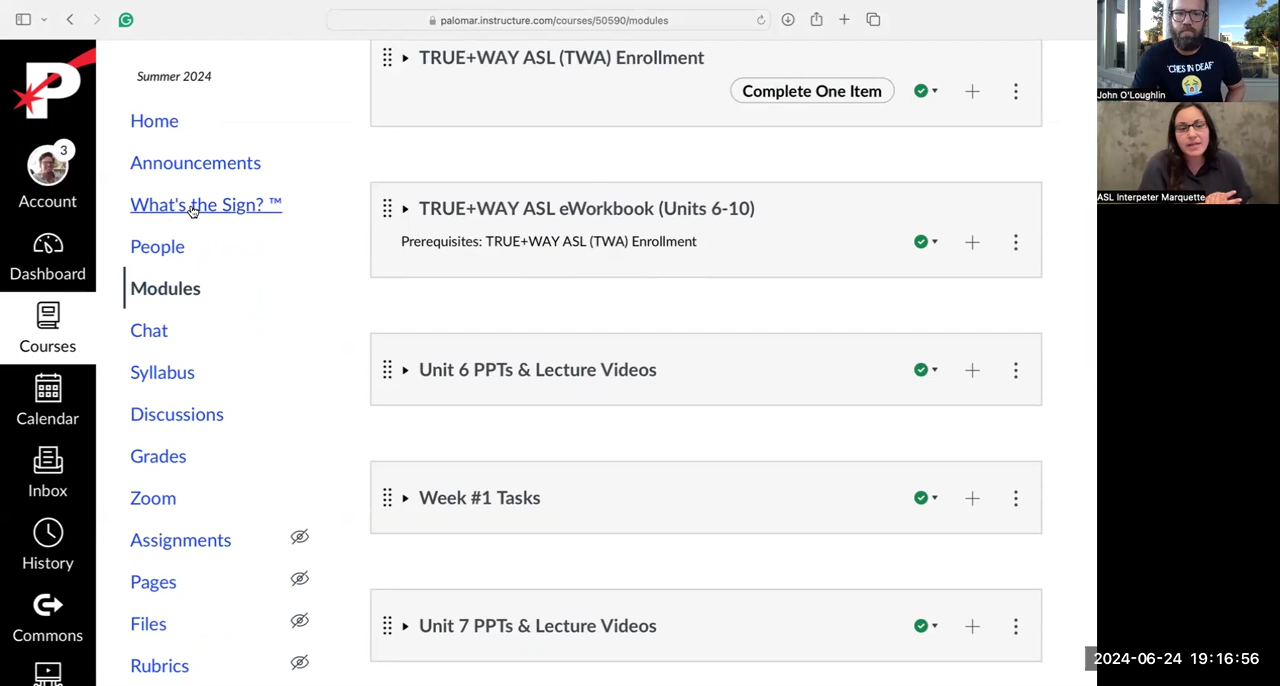 palomar.instructure.com/courses/50590/modules
P
3
Account
Dashboard
Courses
Calendar
Inbox
History
Commons
Summer 2024
Home
Announcements
What's the Sign? ™
People
Modules
Chat
Syllabus
Discussions
Grades
Zoom
Assignments
Pages
Files
Rubrics
TRUE+WAY ASL (TWA) Enrollment
Complete One Item
TRUE+WAY ASL eWorkbook (Units 6-10)
Prerequisites: TRUE+WAY ASL (TWA) Enrollment
Unit 6 PPTs & Lecture Videos
Week #1 Tasks
Unit 7 PPTs & Lecture Videos
*CRIES IN DEAF*
John O'Loughlin
ASL Interpeter Marquette
2024-06-24 19:16:56